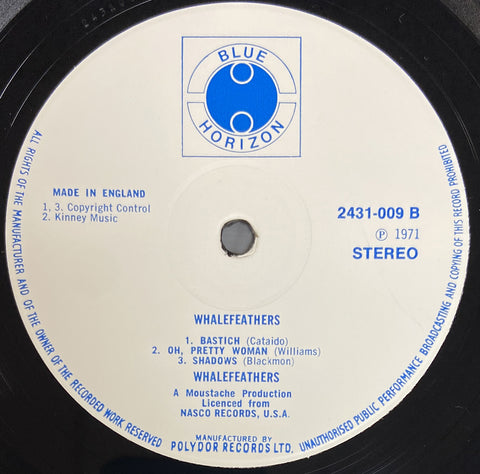 BLUE
HORIZON
MADE IN ENGLAND
1, 3. Copyright Control
2. Kinney Music
2431-009 B
Ⓟ 1971
STEREO
WHALEFEATHERS
1. BASTICH (Cataido)
2. OH, PRETTY WOMAN (Williams)
3. SHADOWS (Blackmon)
WHALEFEATHERS
A Moustache Production
Licenced from
NASCO RECORDS, U.S.A.
MANUFACTURED BY
POLYDOR RECORDS LTD.
ALL RIGHTS OF THE MANUFACTURER AND OF THE OWNER OF THE RECORDED WORK RESERVED
UNAUTHORISED PUBLIC PERFORMANCE BROADCASTING AND COPYING OF THIS RECORD PROHIBITED